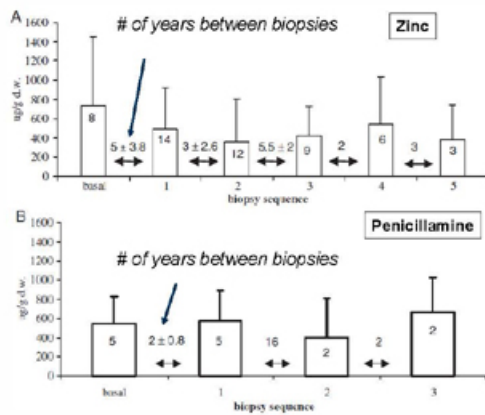 A
# of years between biopsies
Zinc
ug/g d.w.
1600
1400
1200
1000
800
600
400
200
0
8
5 ± 3.8
14
3 ± 2.6
12
5.5 ± 2
9
2
6
3
3
basal 1 2 3 4 5
biopsy sequence
B
Penicillamine
# of years between biopsies
ug/g d.w.
1600
1400
1200
1000
800
600
400
200
0
5
2 ± 0.8
5
16
2
2
2
basal 1 2 3
biopsy sequence